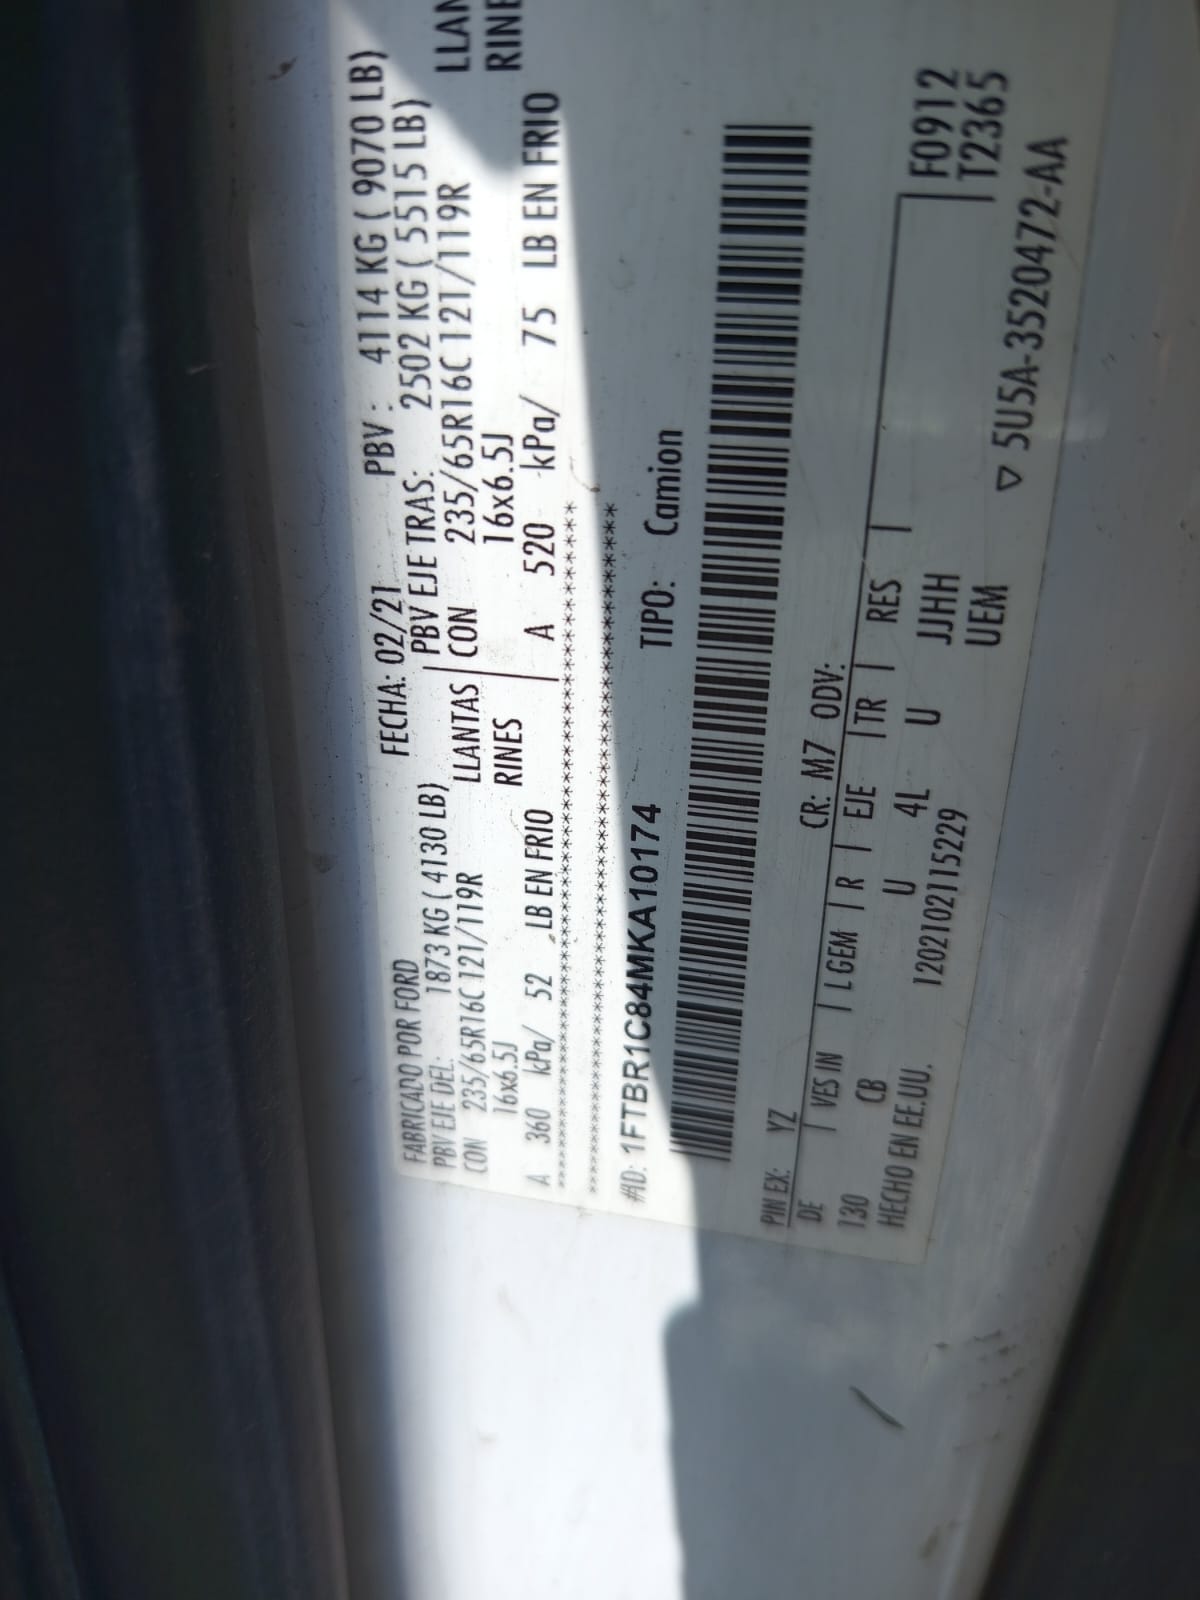 FABRICADO POR FORD FECHA: 02/21 PBV: 4114 KG ( 9070 LB)
PBV EJE DEL: 1873 KG ( 4130 LB) PBV EJE TRAS: 2502 KG ( 5515 LB)
CON 235/65R16C 121/119R LLANTAS CON 235/65R16C 121/119R
16x6.5J RINES 16x6.5J
A 360 kPa/ 52 LB EN FRIO A 520 kPa/ 75 LB EN FRIO
#ID: 1FTBR1C84MKA10174 TIPO: Camion
PIN EX: YZ CR: M7 ODV: F0912
DE VES IN LGEM R EJE TR RES T2365
130 CB U 4L U JJHH
HECHO EN EE.UU. 120210211S229 UEM ▽ 5U5A-3520472-AA